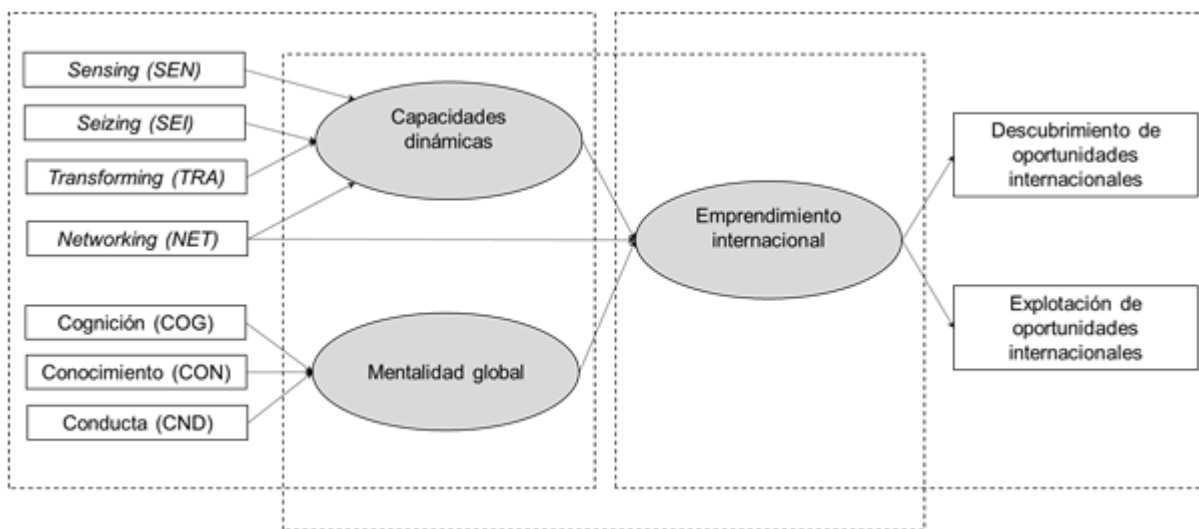 Sensing (SEN)
Seizing (SEI)
Transforming (TRA)
Networking (NET)
Cognición (COG)
Conocimiento (CON)
Conducta (CND)
Capacidades
dinámicas
Mentalidad global
Emprendimiento
internacional
Descubrimiento de
oportunidades
internacionales
Explotación de
oportunidades
internacionales